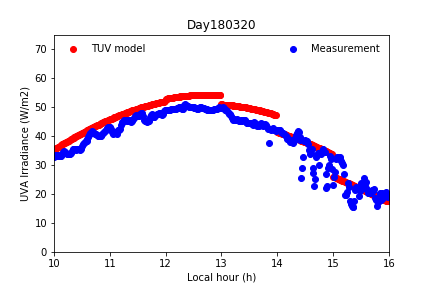 Day180320
TUV model
Measurement
UVA Irradiance (W/m2)
70
60
50
40
30
20
10
0
10 11 12 13 14 15 16
Local hour (h)